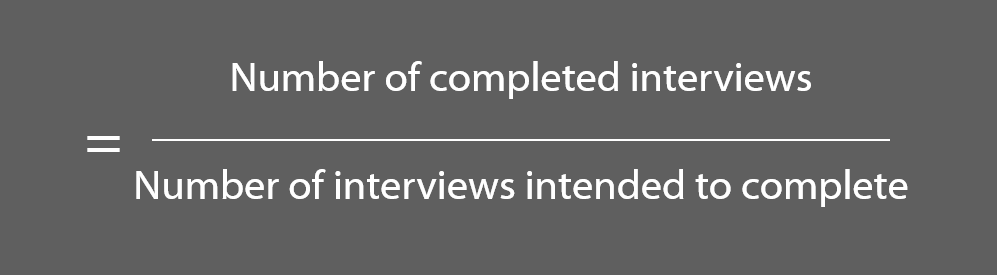 Number of completed interviews
=
Number of interviews intended to complete